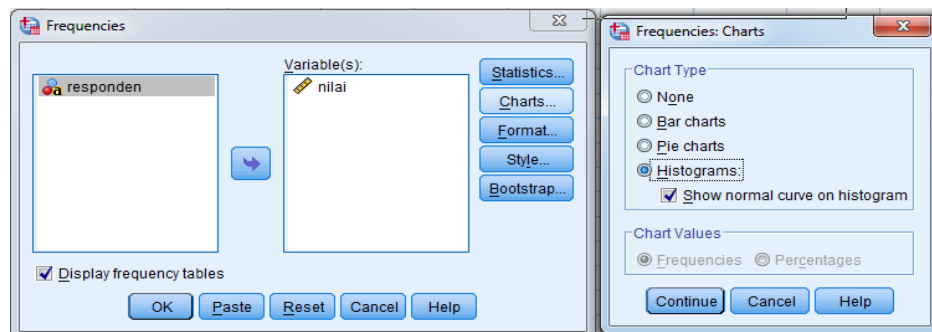 Frequencies
responden
Variable(s):
nilai
Statistics...
Charts...
Format...
Style...
Bootstrap...
Display frequency tables
OK Paste Reset Cancel Help
Frequencies: Charts
Chart Type
None
Bar charts
Pie charts
Histograms:
Show normal curve on histogram
Chart Values
Frequencies Percentages
Continue Cancel Help